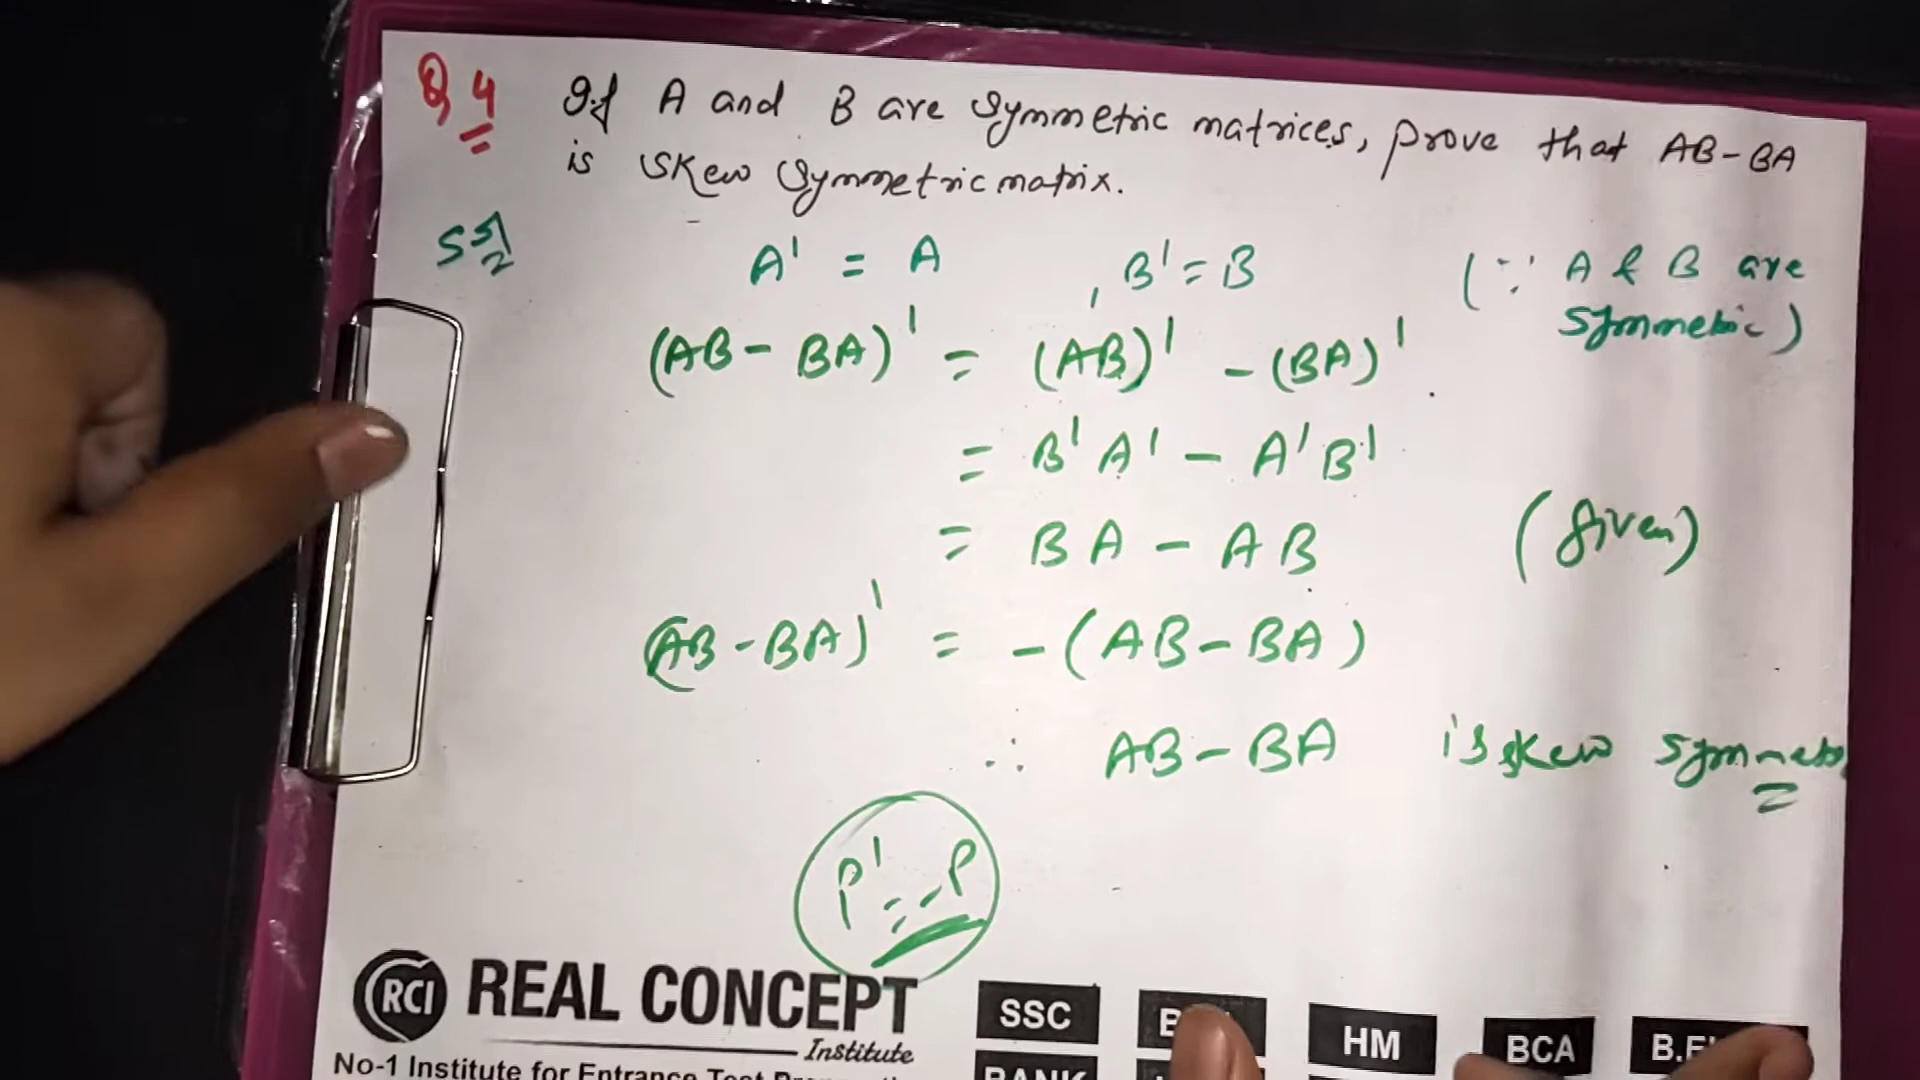 Q.4 If A and B are symmetric matrices, prove that AB-BA
is skew symmetric matrix.
A' = A , B' = B (∵ A & B are
Symmetric)
(AB - BA)' = (AB)' - (BA)'
= B'A' - A'B'
= BA - AB (Given)
(AB - BA)' = -(AB - BA)
∴ AB - BA is skew
P' = -P
RCI REAL CONCEPT
Institute
No-1 Institute for Entrance Test
SSC HM BCA
BANK